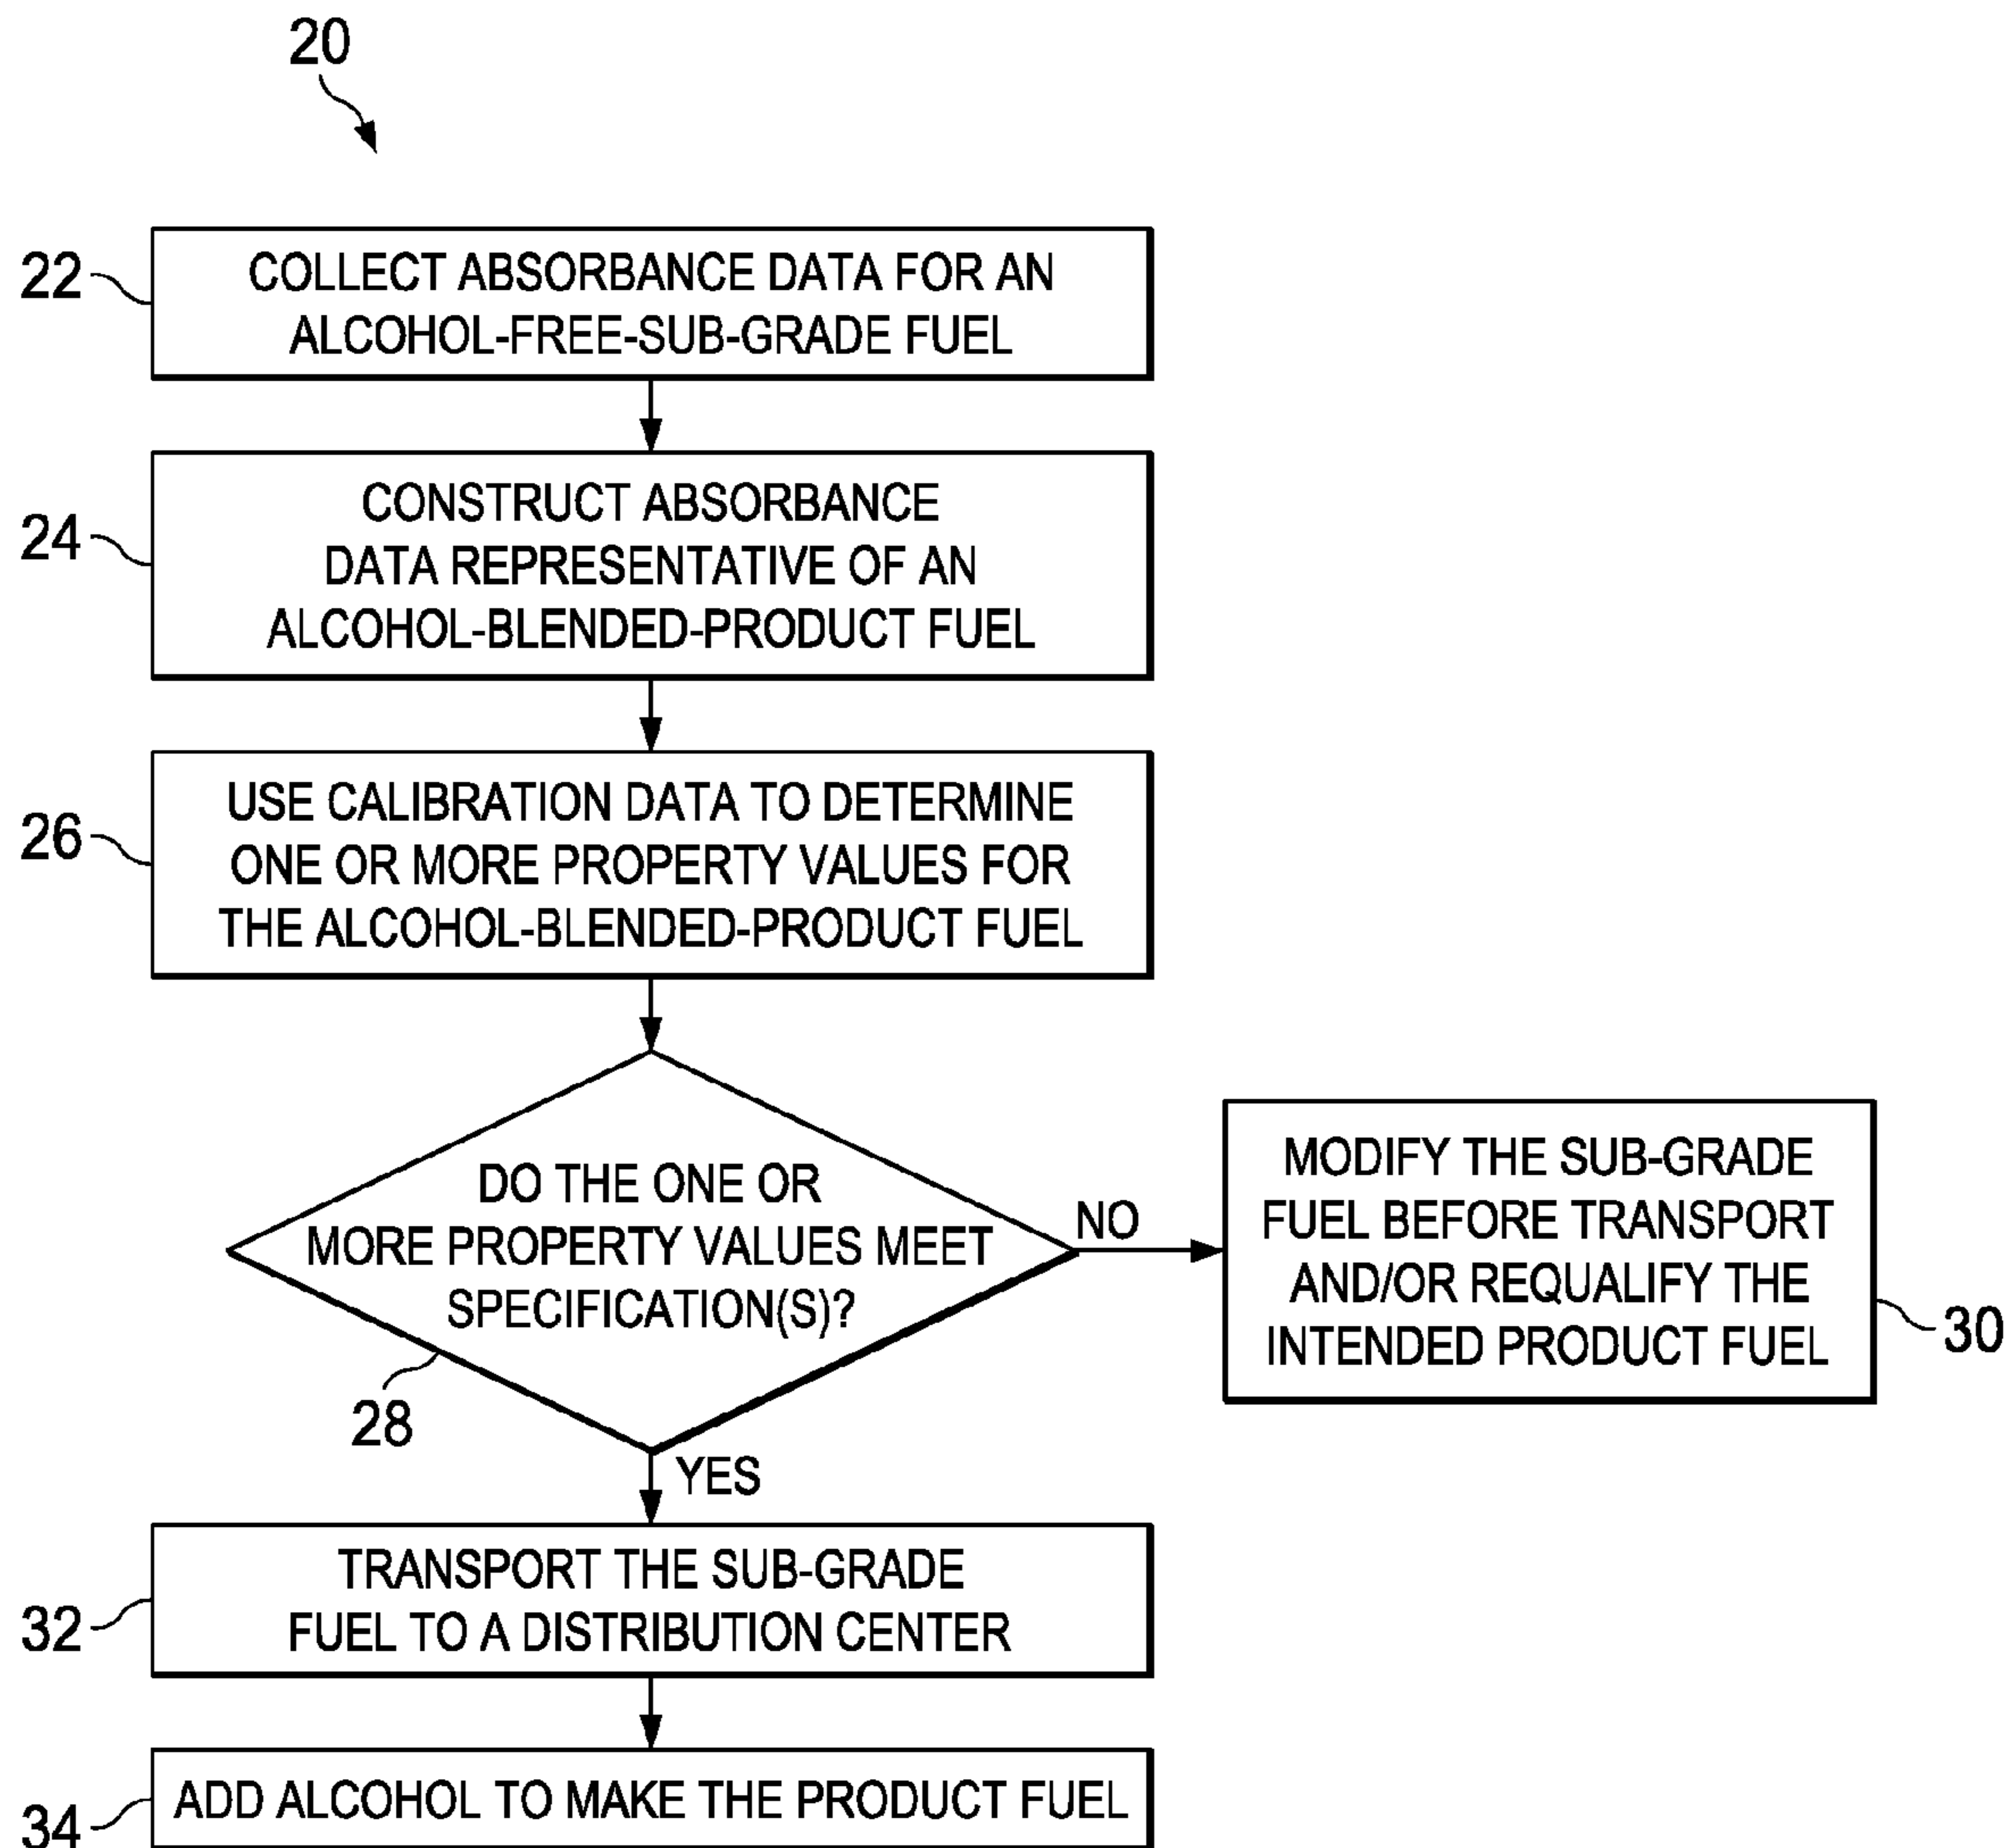 20
22
COLLECT ABSORBANCE DATA FOR AN
ALCOHOL-FREE-SUB-GRADE FUEL
24
CONSTRUCT ABSORBANCE
DATA REPRESENTATIVE OF AN
ALCOHOL-BLENDED-PRODUCT FUEL
26
USE CALIBRATION DATA TO DETERMINE
ONE OR MORE PROPERTY VALUES FOR
THE ALCOHOL-BLENDED-PRODUCT FUEL
DO THE ONE OR
MORE PROPERTY VALUES MEET
SPECIFICATION(S)?
28
NO
MODIFY THE SUB-GRADE
FUEL BEFORE TRANSPORT
AND/OR REQUALIFY THE
INTENDED PRODUCT FUEL
30
YES
32
TRANSPORT THE SUB-GRADE
FUEL TO A DISTRIBUTION CENTER
34
ADD ALCOHOL TO MAKE THE PRODUCT FUEL